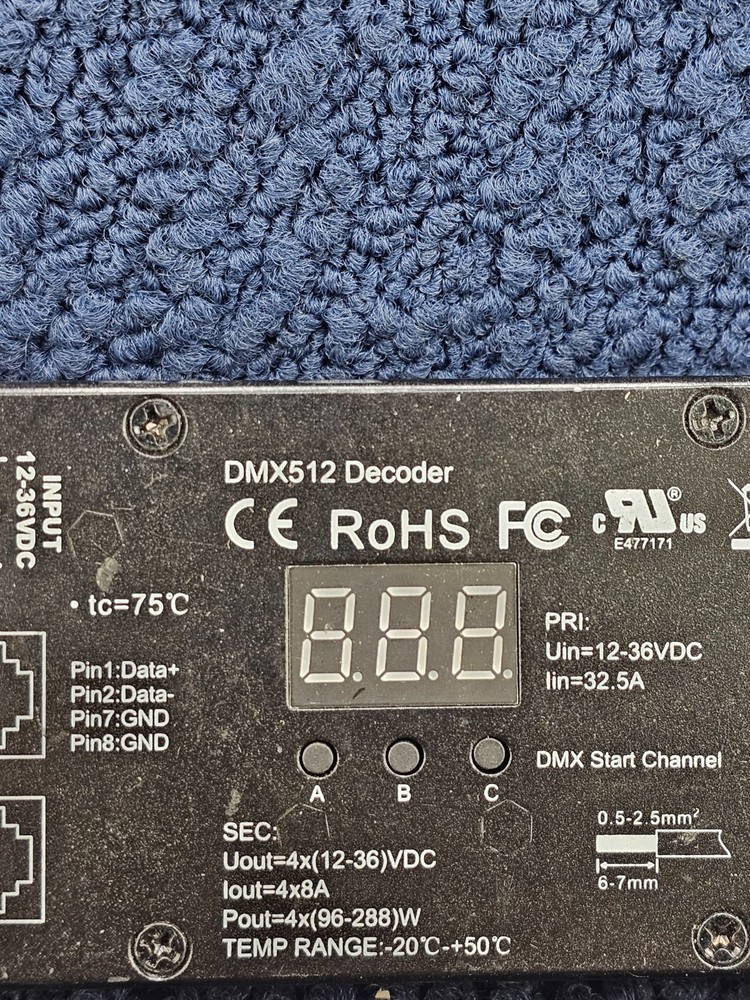 DMX512 Decoder
CE RoHS FC c RU ® US
E477171
INPUT
12-36VDC
• tc=75℃
Pin1:Data+
Pin2:Data-
Pin7:GND
Pin8:GND
PRI:
Uin=12-36VDC
Iin=32.5A
A B C
DMX Start Channel
0.5-2.5mm²
6-7mm
SEC:
Uout=4x(12-36)VDC
Iout=4x8A
Pout=4x(96-288)W
TEMP RANGE:-20℃-+50℃